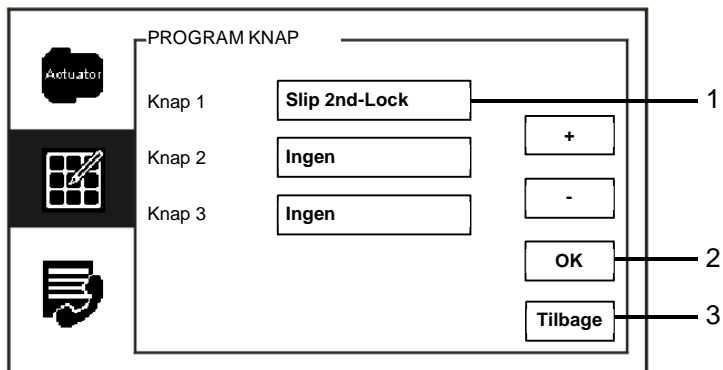 PROGRAM KNAP
Actuator
Knap 1
Slip 2nd-Lock
1
+
Knap 2
Ingen
-
Knap 3
Ingen
OK
2
Tilbage
3